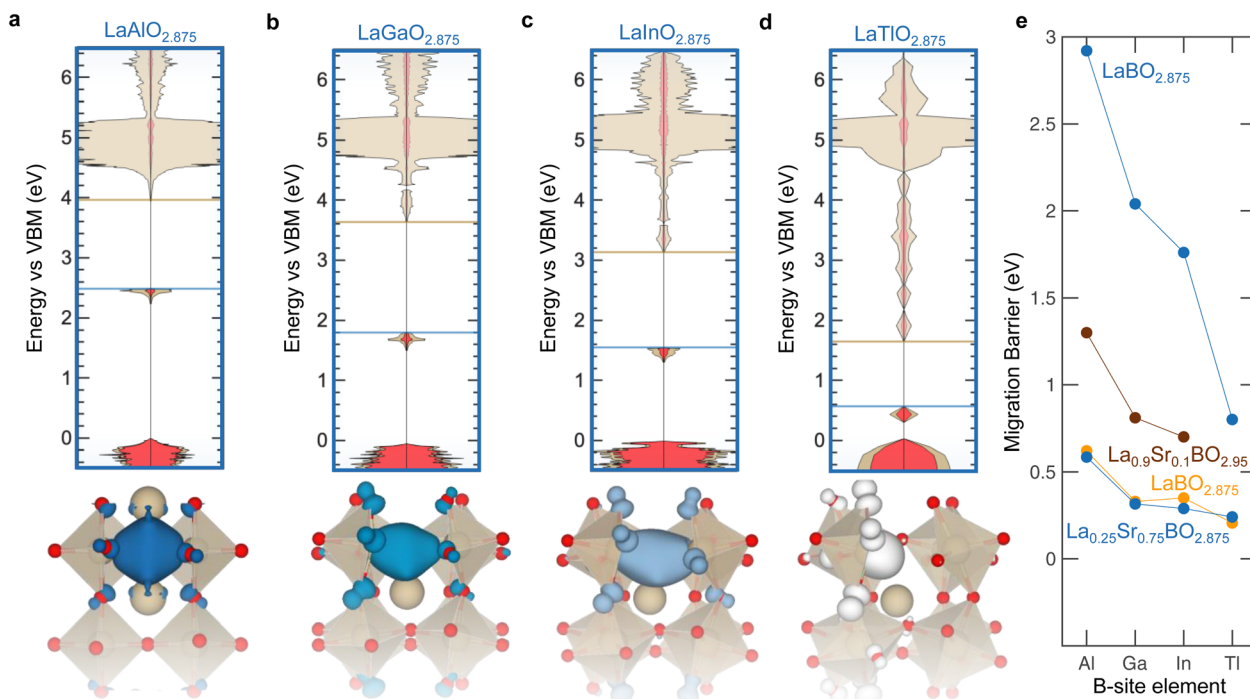 a
LaAlO2.875
Energy vs VBM (eV)
6
5
4
3
2
1
0
b
LaGaO2.875
Energy vs VBM (eV)
6
5
4
3
2
1
0
c
LaInO2.875
Energy vs VBM (eV)
6
5
4
3
2
1
0
d
LaTlO2.875
Energy vs VBM (eV)
6
5
4
3
2
1
0
e
Migration Barrier (eV)
3
2.5
2
1.5
1
0.5
0
LaBO2.875
La0.9Sr0.1BO2.95
LaBO2.875
La0.25Sr0.75BO2.875
Al Ga In Tl
B-site element